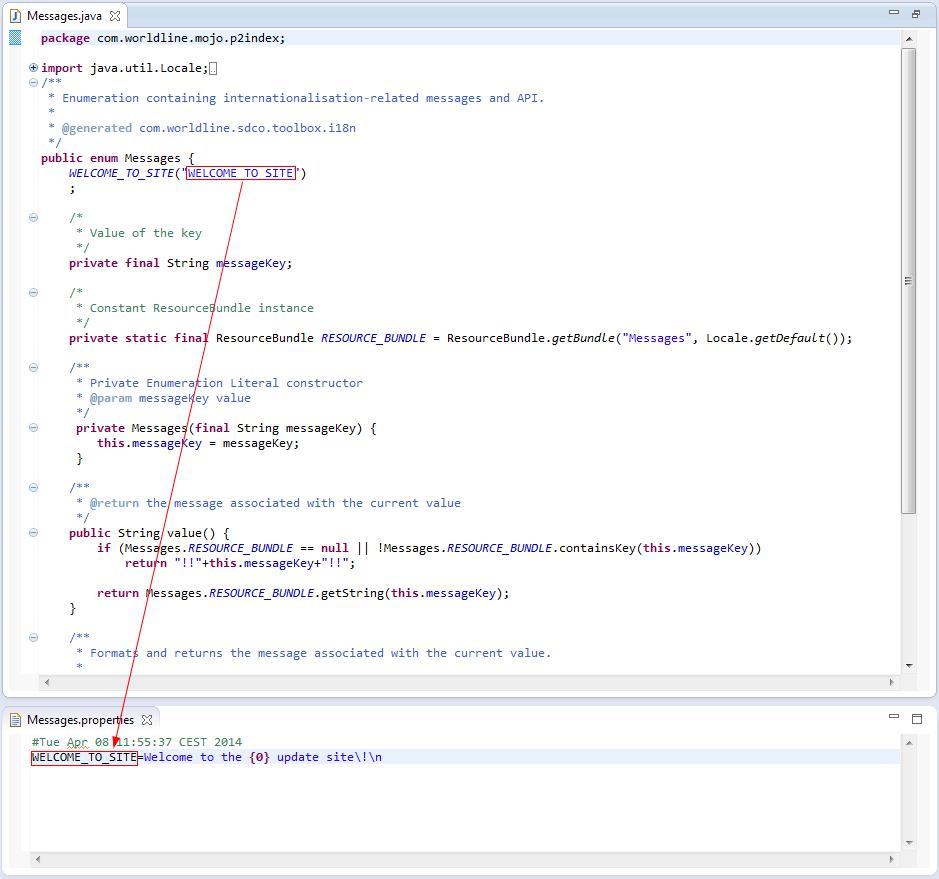 Messages.java
package com.worldline.mojo.p2index;
import java.util.Locale;
/**
* Enumeration containing internationalisation-related messages and API.
*
* @generated com.worldline.sdco.toolbox.i18n
*/
public enum Messages {
WELCOME_TO_SITE("WELCOME_TO_SITE")
;
/*
* Value of the key
*/
private final String messageKey;
/*
* Constant ResourceBundle instance
*/
private static final ResourceBundle RESOURCE_BUNDLE = ResourceBundle.getBundle("Messages", Locale.getDefault());
/**
* Private Enumeration Literal constructor
* @param messageKey value
*/
private Messages(final String messageKey) {
this.messageKey = messageKey;
}
/**
* @return the message associated with the current value
*/
public String value() {
if (Messages.RESOURCE_BUNDLE == null || !Messages.RESOURCE_BUNDLE.containsKey(this.messageKey))
return "!!"+this.messageKey+"!!";
return Messages.RESOURCE_BUNDLE.getString(this.messageKey);
}
/**
* Formats and returns the message associated with the current value.
*
Messages.properties
#Tue Apr 08 11:55:37 CEST 2014
WELCOME_TO_SITE=Welcome to the {0} update site\!\n